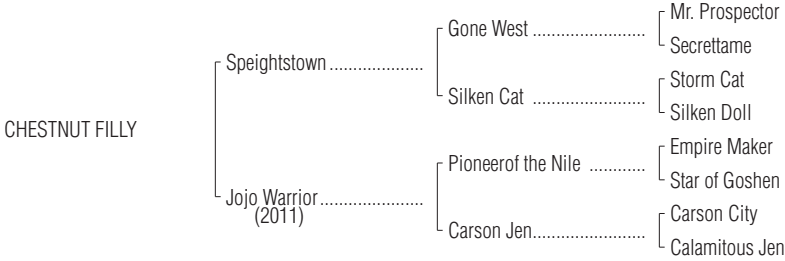 Mr. Prospector
Gone West ........................
Secrettame
Speightstown ....................
Storm Cat
Silken Cat ........................
Silken Doll
CHESTNUT FILLY
Empire Maker
Pioneerof the Nile ............
Star of Goshen
Jojo Warrior......................
(2011)
Carson City
Carson Jen........................
Calamitous Jen